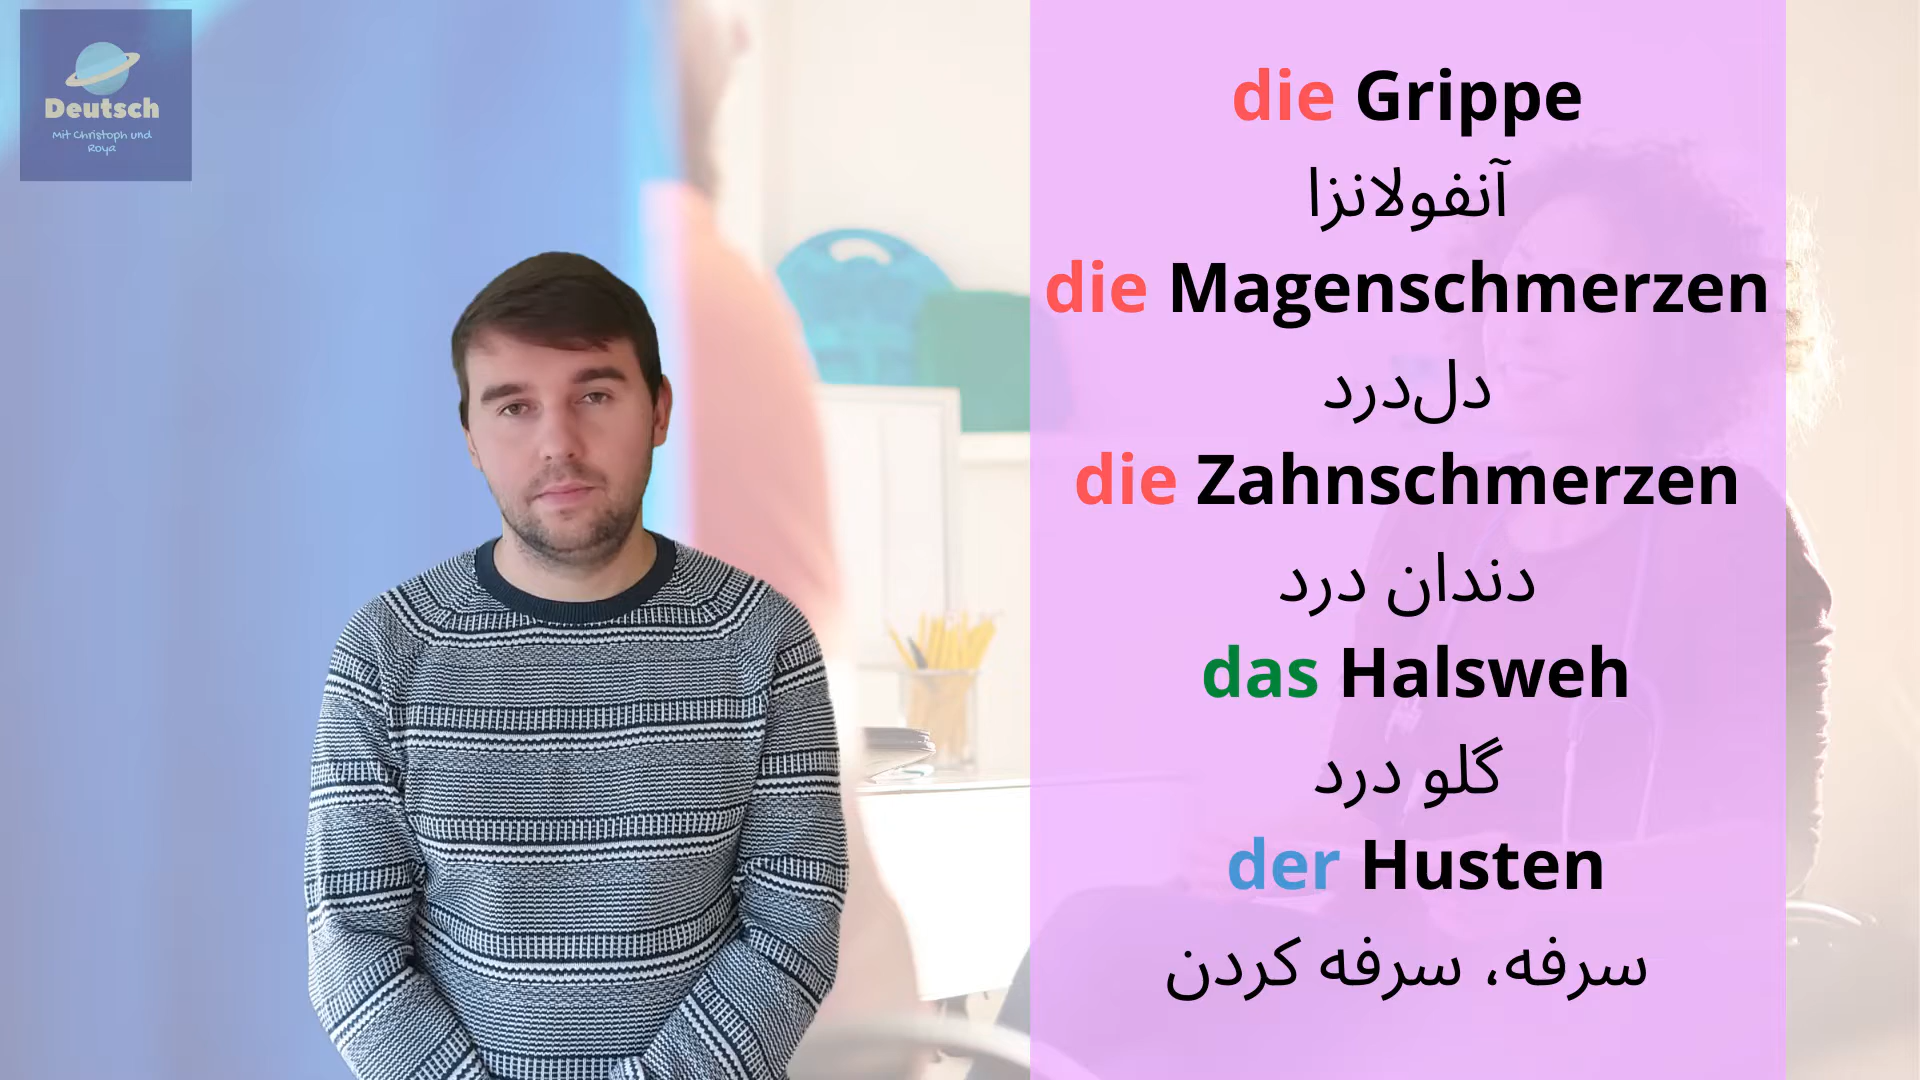 Deutsch
Mit Christoph und
Roya
die Grippe
آنفولانزا
die Magenschmerzen
دل‌درد
die Zahnschmerzen
دندان درد
das Halsweh
گلو درد
der Husten
سرفه، سرفه کردن